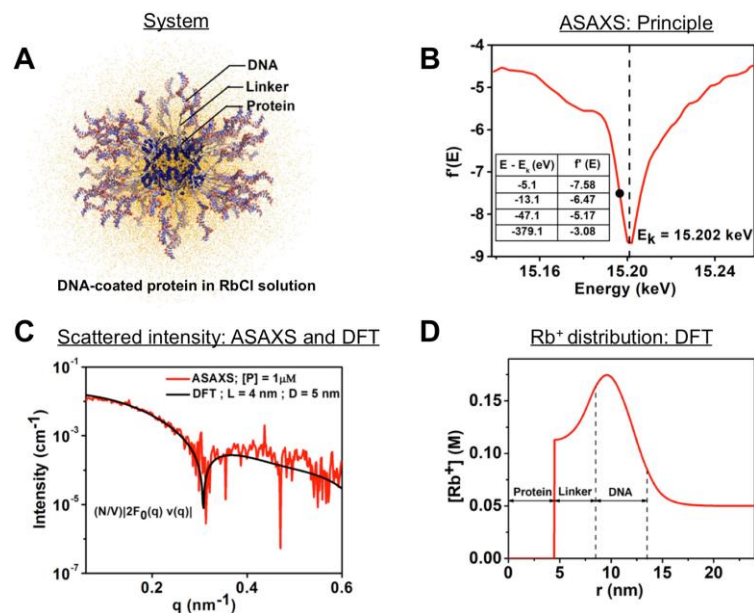 System
A
DNA
Linker
Protein
DNA-coated protein in RbCl solution
ASAXS: Principle
B
f'(E)
-4
-5
-6
-7
-8
-9
E - Eₖ (eV) f' (E)
-5.1 -7.58
-13.1 -6.47
-47.1 -5.17
-379.1 -3.08
Eₖ = 15.202 keV
15.16 15.20 15.24
Energy (keV)
C
Scattered intensity: ASAXS and DFT
Intensity (cm⁻¹)
10⁻¹
10⁻³
10⁻⁵
10⁻⁷
ASAXS; [P] = 1μM
DFT ; L = 4 nm ; D = 5 nm
(N/V)|2F₀(q) v(q)|
0.2 0.4 0.6
q (nm⁻¹)
D
Rb⁺ distribution: DFT
[Rb⁺] (M)
0.15
0.10
0.05
0.00
Protein Linker DNA
0 5 10 15 20
r (nm)